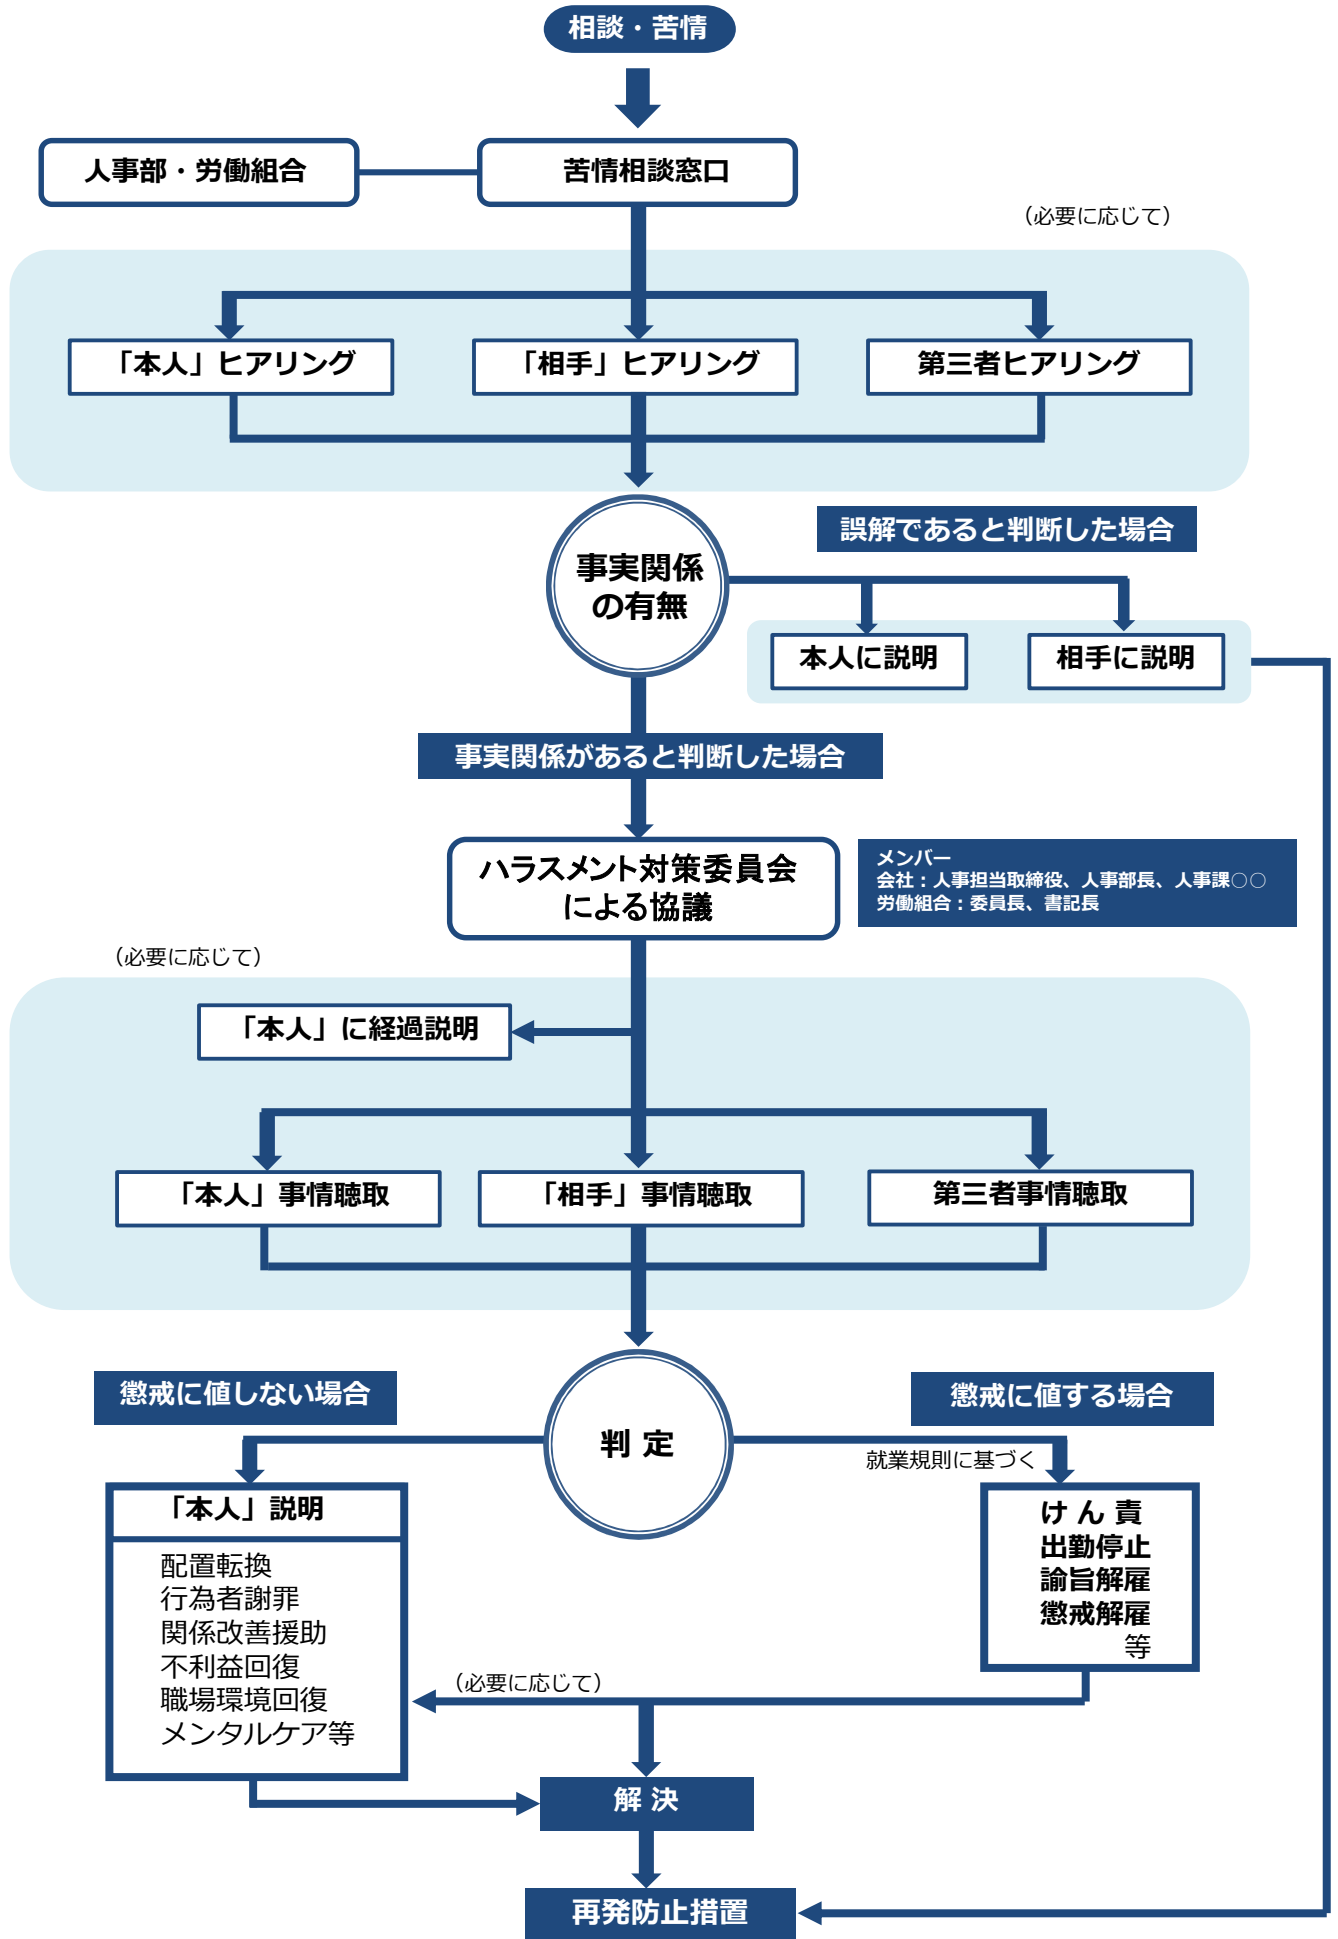 相談・苦情
人事部・労働組合
苦情相談窓口
（必要に応じて）
「本人」ヒアリング
「相手」ヒアリング
第三者ヒアリング
誤解であると判断した場合
事実関係
の有無
本人に説明
相手に説明
事実関係があると判断した場合
ハラスメント対策委員会
による協議
メンバー
会社：人事担当取締役、人事部長、人事課○○
労働組合：委員長、書記長
（必要に応じて）
「本人」に経過説明
「本人」事情聴取
「相手」事情聴取
第三者事情聴取
懲戒に値しない場合
懲戒に値する場合
判 定
就業規則に基づく
「本人」説明
配置転換
行為者謝罪
関係改善援助
不利益回復
職場環境回復
メンタルケア等
け ん 責
出勤停止
諭旨解雇
懲戒解雇
等
（必要に応じて）
解 決
再発防止措置